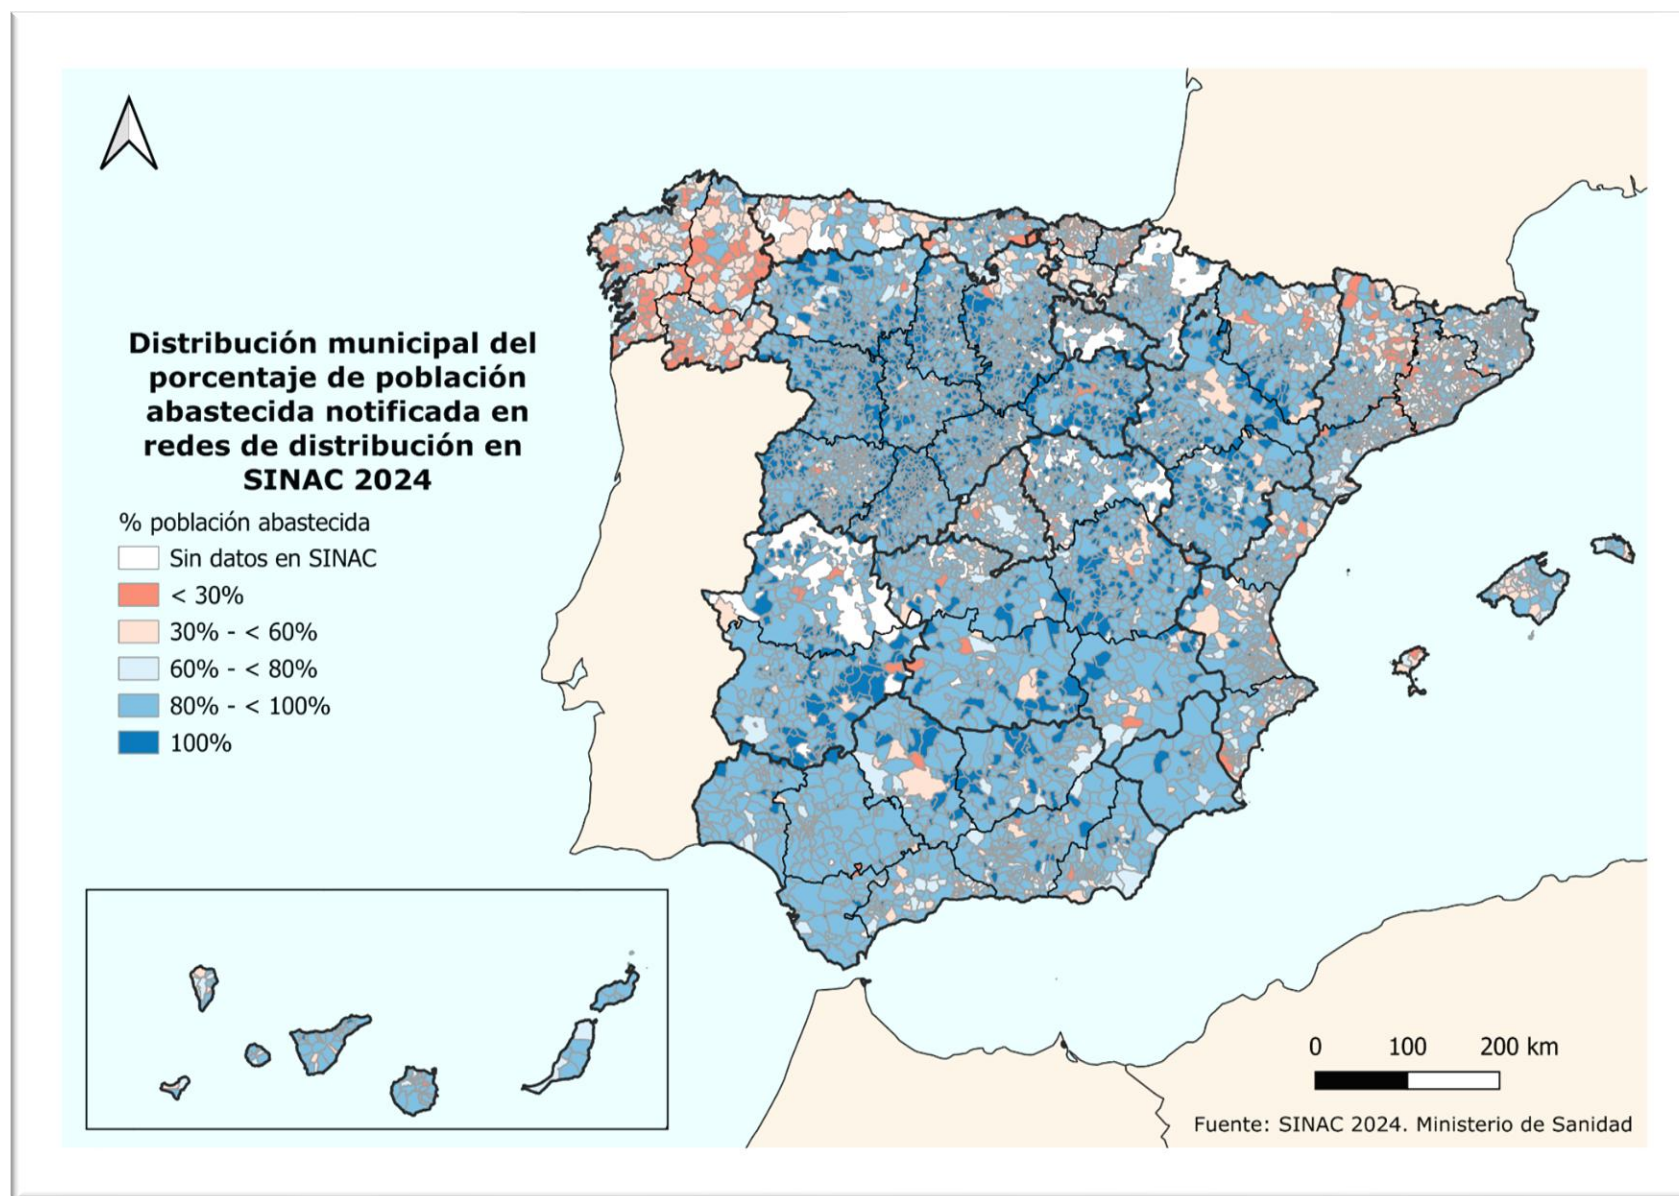 Distribución municipal del
porcentaje de población
abastecida notificada en
redes de distribución en
SINAC 2024
% población abastecida
Sin datos en SINAC
< 30%
30% - < 60%
60% - < 80%
80% - < 100%
100%
0 100 200 km
Fuente: SINAC 2024. Ministerio de Sanidad